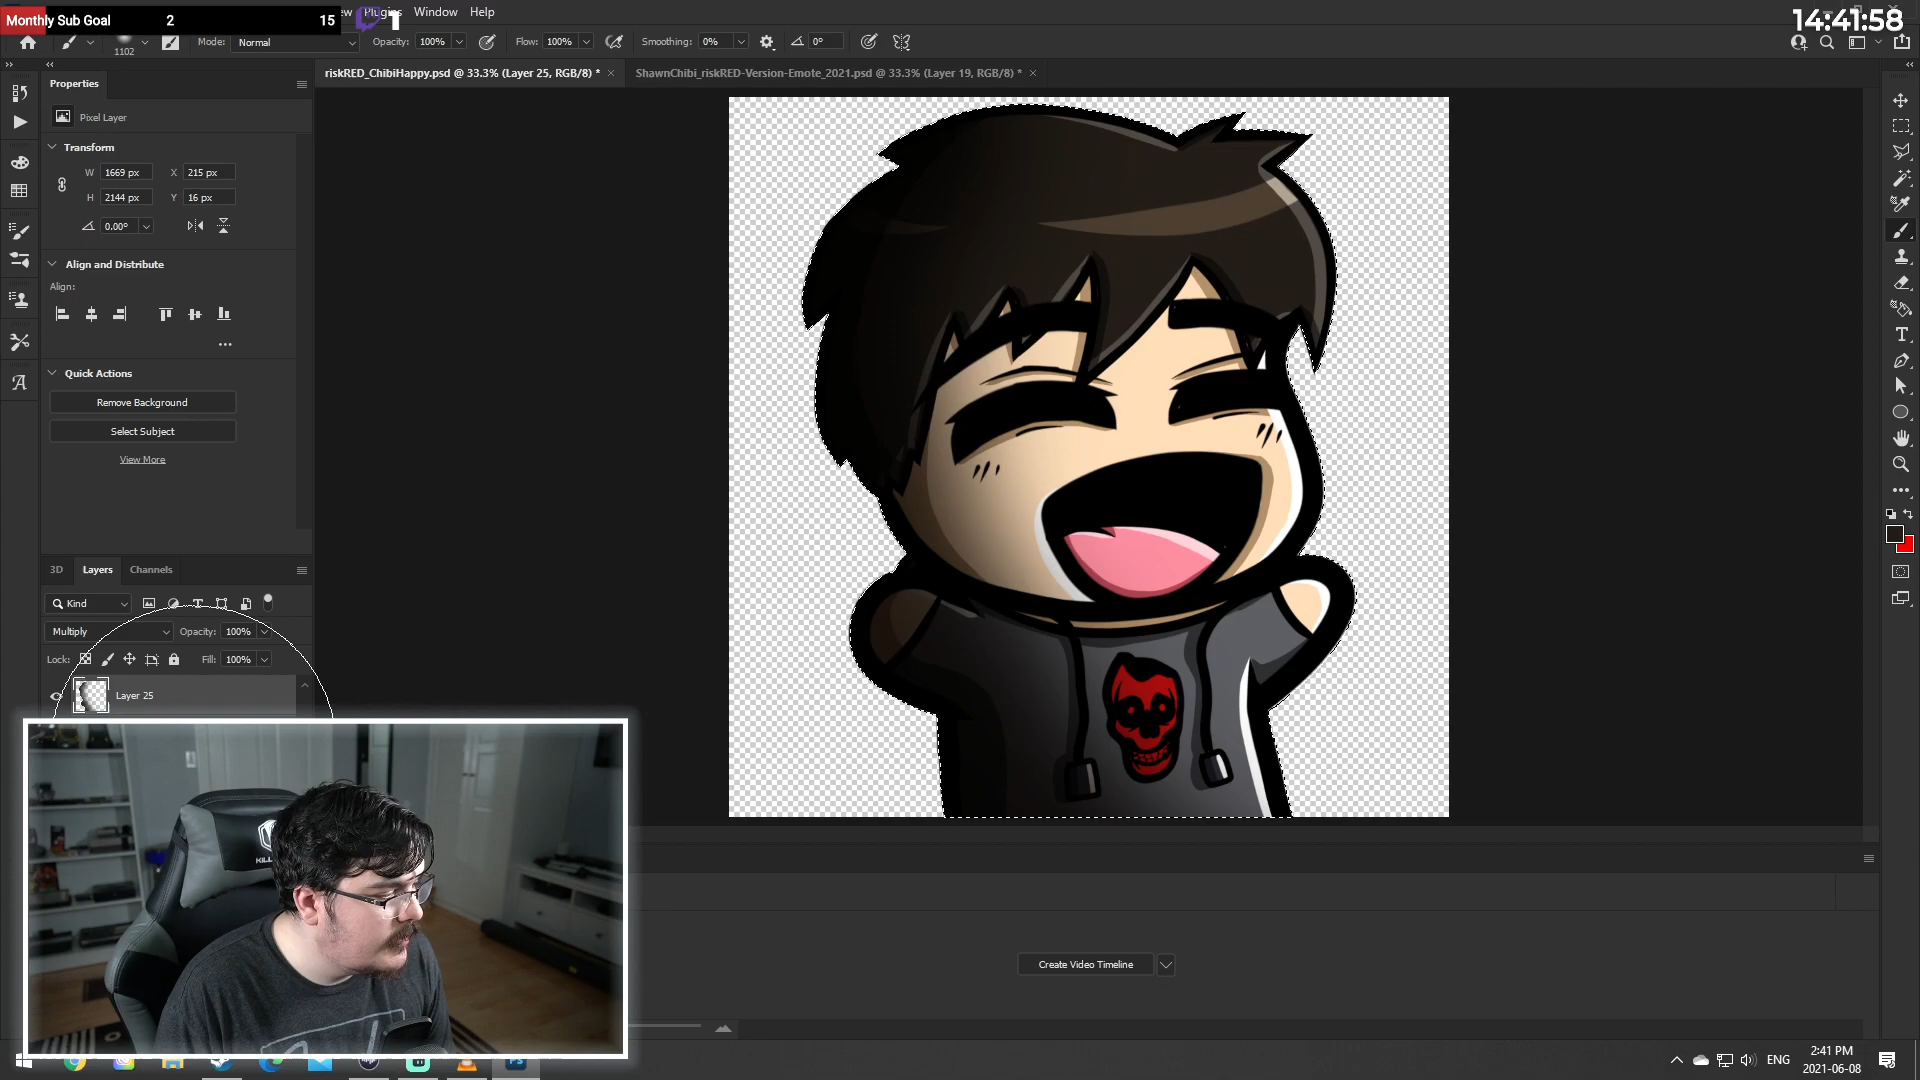 Monthly Sub Goal 2 15
1
Plugins Window Help
14:41:58
1102
Mode: Normal Opacity: 100% Flow: 100% Smoothing: 0% 0°
riskRED_ChibiHappy.psd @ 33.3% (Layer 25, RGB/8) *
ShawnChibi_riskRED-Version-Emote_2021.psd @ 33.3% (Layer 19, RGB/8) *
Properties
Pixel Layer
Transform
W 1669 px X 215 px
H 2144 px Y 16 px
0.00°
Align and Distribute
Align:
Quick Actions
Remove Background
Select Subject
View More
3D Layers Channels
Kind
Multiply Opacity: 100%
Lock: Fill: 100%
Layer 25
Create Video Timeline
ENG
2:41 PM
2021-06-08